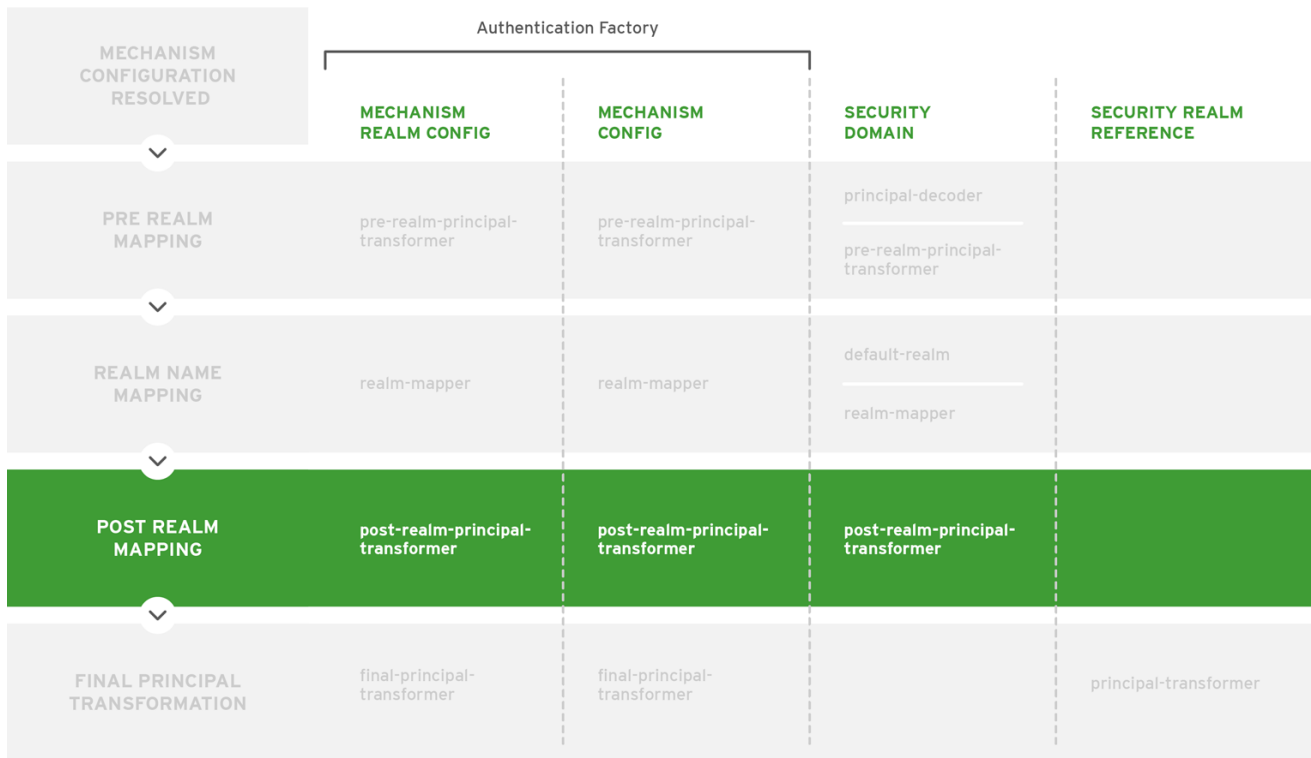 Authentication Factory
MECHANISM
CONFIGURATION
RESOLVED
MECHANISM
REALM CONFIG
MECHANISM
CONFIG
SECURITY
DOMAIN
SECURITY REALM
REFERENCE
PRE REALM
MAPPING
pre-realm-principal-
transformer
pre-realm-principal-
transformer
principal-decoder
pre-realm-principal-
transformer
REALM NAME
MAPPING
realm-mapper
realm-mapper
default-realm
realm-mapper
POST REALM
MAPPING
post-realm-principal-
transformer
post-realm-principal-
transformer
post-realm-principal-
transformer
FINAL PRINCIPAL
TRANSFORMATION
final-principal-
transformer
final-principal-
transformer
principal-transformer